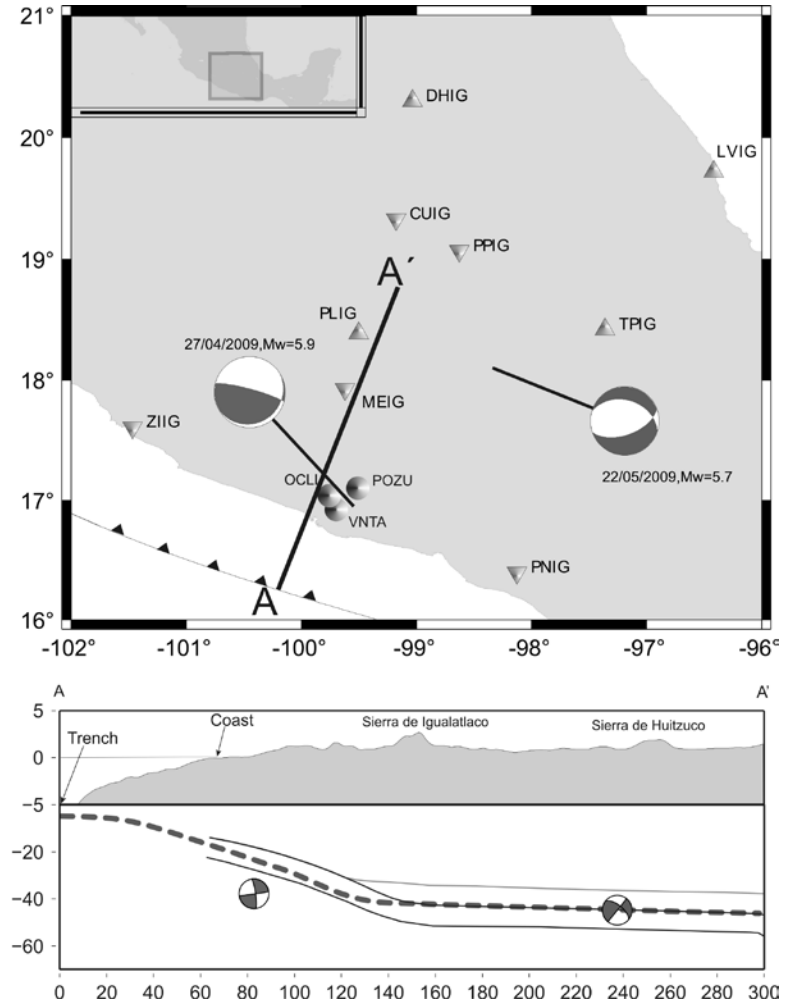 21°
DHIG
20°
LVIG
CUIG
19°
PPIG
A´
PLIG
TPIG
27/04/2009,Mw=5.9
18°
MEIG
ZIIG
OCLU
POZU
22/05/2009,Mw=5.7
17°
VNTA
PNIG
A
16°
-102° -101° -100° -99° -98° -97° -96°
A A'
5
Coast Sierra de Igualatlaco Sierra de Huitzuco
Trench
0
−5
−20
−40
−60
0 20 40 60 80 100 120 140 160 180 200 220 240 260 280 300